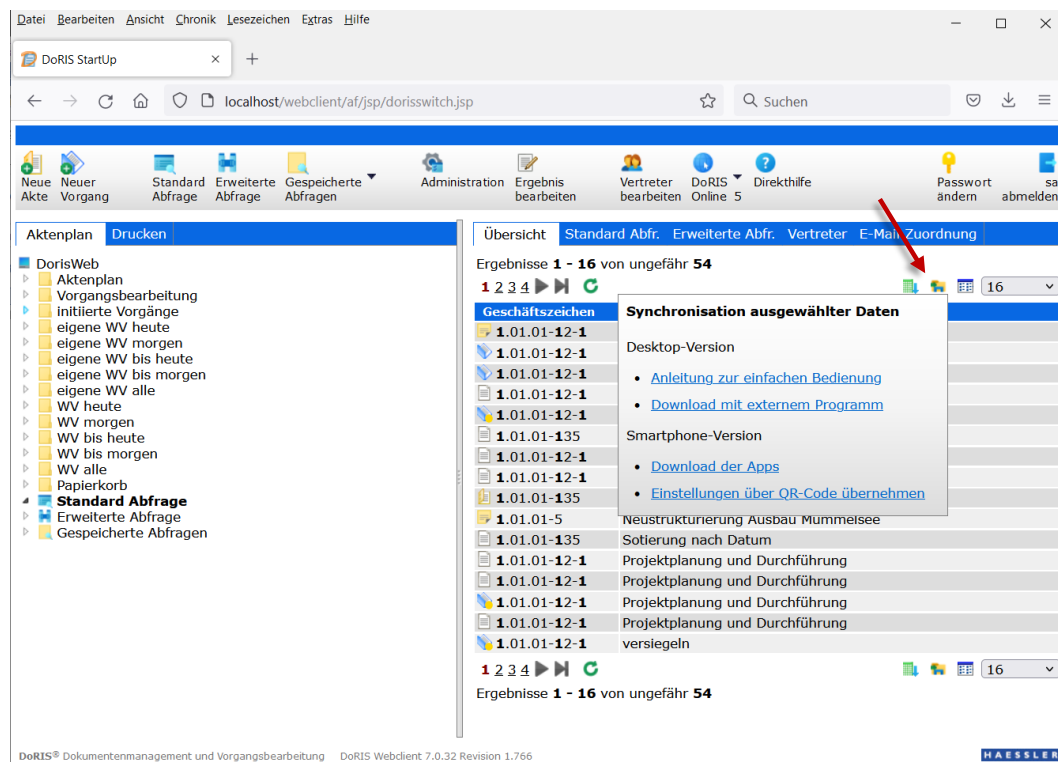 Datei Bearbeiten Ansicht Chronik Lesezeichen Extras Hilfe
DoRIS StartUp
localhost/webclient/af/jsp/dorisswitch.jsp
Suchen
Neue Akte
Neuer Vorgang
Standard Abfrage
Erweiterte Abfrage
Gespeicherte Abfragen
Administration
Ergebnis bearbeiten
Vertreter bearbeiten
DoRIS Online 5
Direkthilfe
Passwort ändern
sa abmelden
Aktenplan Drucken
DorisWeb
Aktenplan
Vorgangsbearbeitung
initiierte Vorgänge
eigene WV heute
eigene WV morgen
eigene WV bis heute
eigene WV bis morgen
eigene WV alle
WV heute
WV morgen
WV bis heute
WV bis morgen
WV alle
Papierkorb
Standard Abfrage
Erweiterte Abfrage
Gespeicherte Abfragen
Übersicht Standard Abfr. Erweiterte Abfr. Vertreter E-Mail Zuordnung
Ergebnisse 1 - 16 von ungefähr 54
1 2 3 4
16
Geschäftszeichen
1.01.01-12-1
1.01.01-12-1
1.01.01-12-1
1.01.01-12-1
1.01.01-12-1
1.01.01-135
1.01.01-12-1
1.01.01-12-1
1.01.01-135
Synchronisation ausgewählter Daten
Desktop-Version
• Anleitung zur einfachen Bedienung
• Download mit externem Programm
Smartphone-Version
• Download der Apps
• Einstellungen über QR-Code übernehmen
1.01.01-5 Neustrukturierung Ausbau Mummelsee
1.01.01-135 Sotierung nach Datum
1.01.01-12-1 Projektplanung und Durchführung
1.01.01-12-1 Projektplanung und Durchführung
1.01.01-12-1 Projektplanung und Durchführung
1.01.01-12-1 Projektplanung und Durchführung
1.01.01-12-1 versiegeln
1 2 3 4
16
Ergebnisse 1 - 16 von ungefähr 54
DoRIS® Dokumentenmanagement und Vorgangsbearbeitung DoRIS Webclient 7.0.32 Revision 1.766
HAESSLER